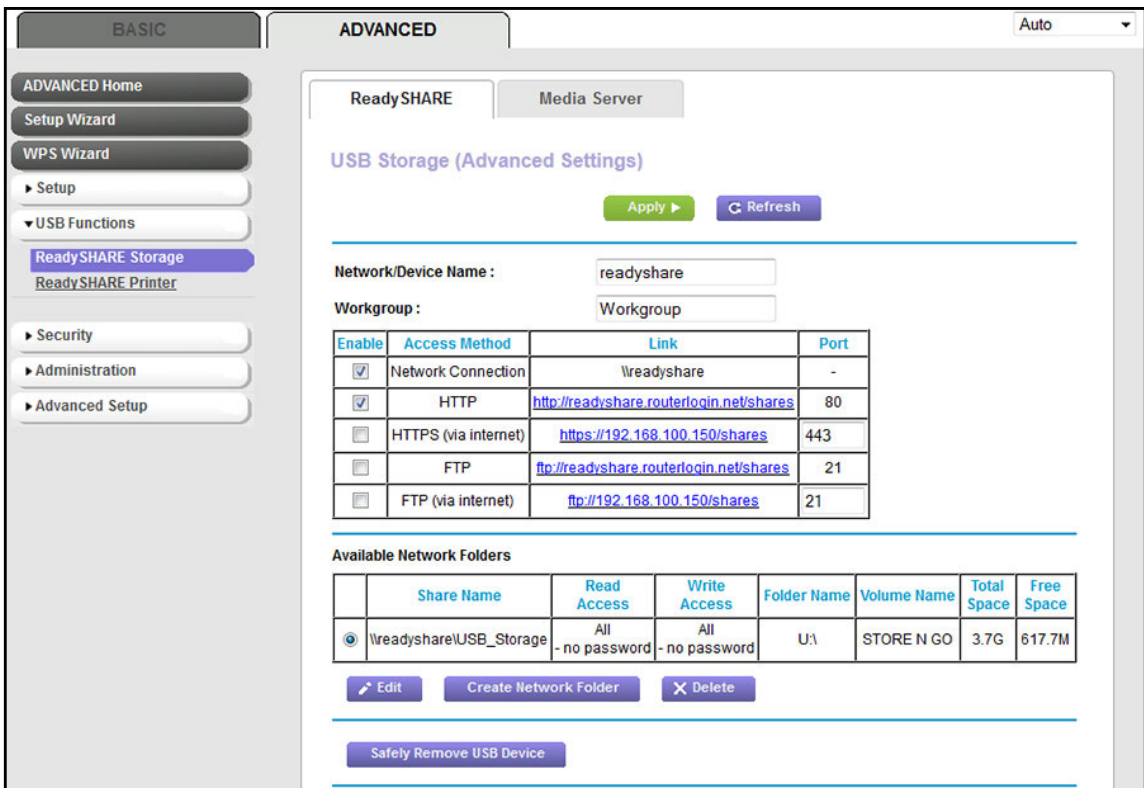 BASIC
ADVANCED
Auto
ADVANCED Home
Setup Wizard
WPS Wizard
Setup
USB Functions
ReadySHARE Storage
ReadySHARE Printer
Security
Administration
Advanced Setup
ReadySHARE
Media Server
USB Storage (Advanced Settings)
Apply
Refresh
Network/Device Name : readyshare
Workgroup : Workgroup
Enable Access Method Link Port
Network Connection \\readyshare -
HTTP http://readyshare.routerlogin.net/shares 80
HTTPS (via internet) https://192.168.100.150/shares 443
FTP ftp://readyshare.routerlogin.net/shares 21
FTP (via internet) ftp://192.168.100.150/shares 21
Available Network Folders
Share Name Read Access Write Access Folder Name Volume Name Total Space Free Space
\\readyshare\USB_Storage All - no password All - no password U:\ STORE N GO 3.7G 617.7M
Edit
Create Network Folder
Delete
Safely Remove USB Device